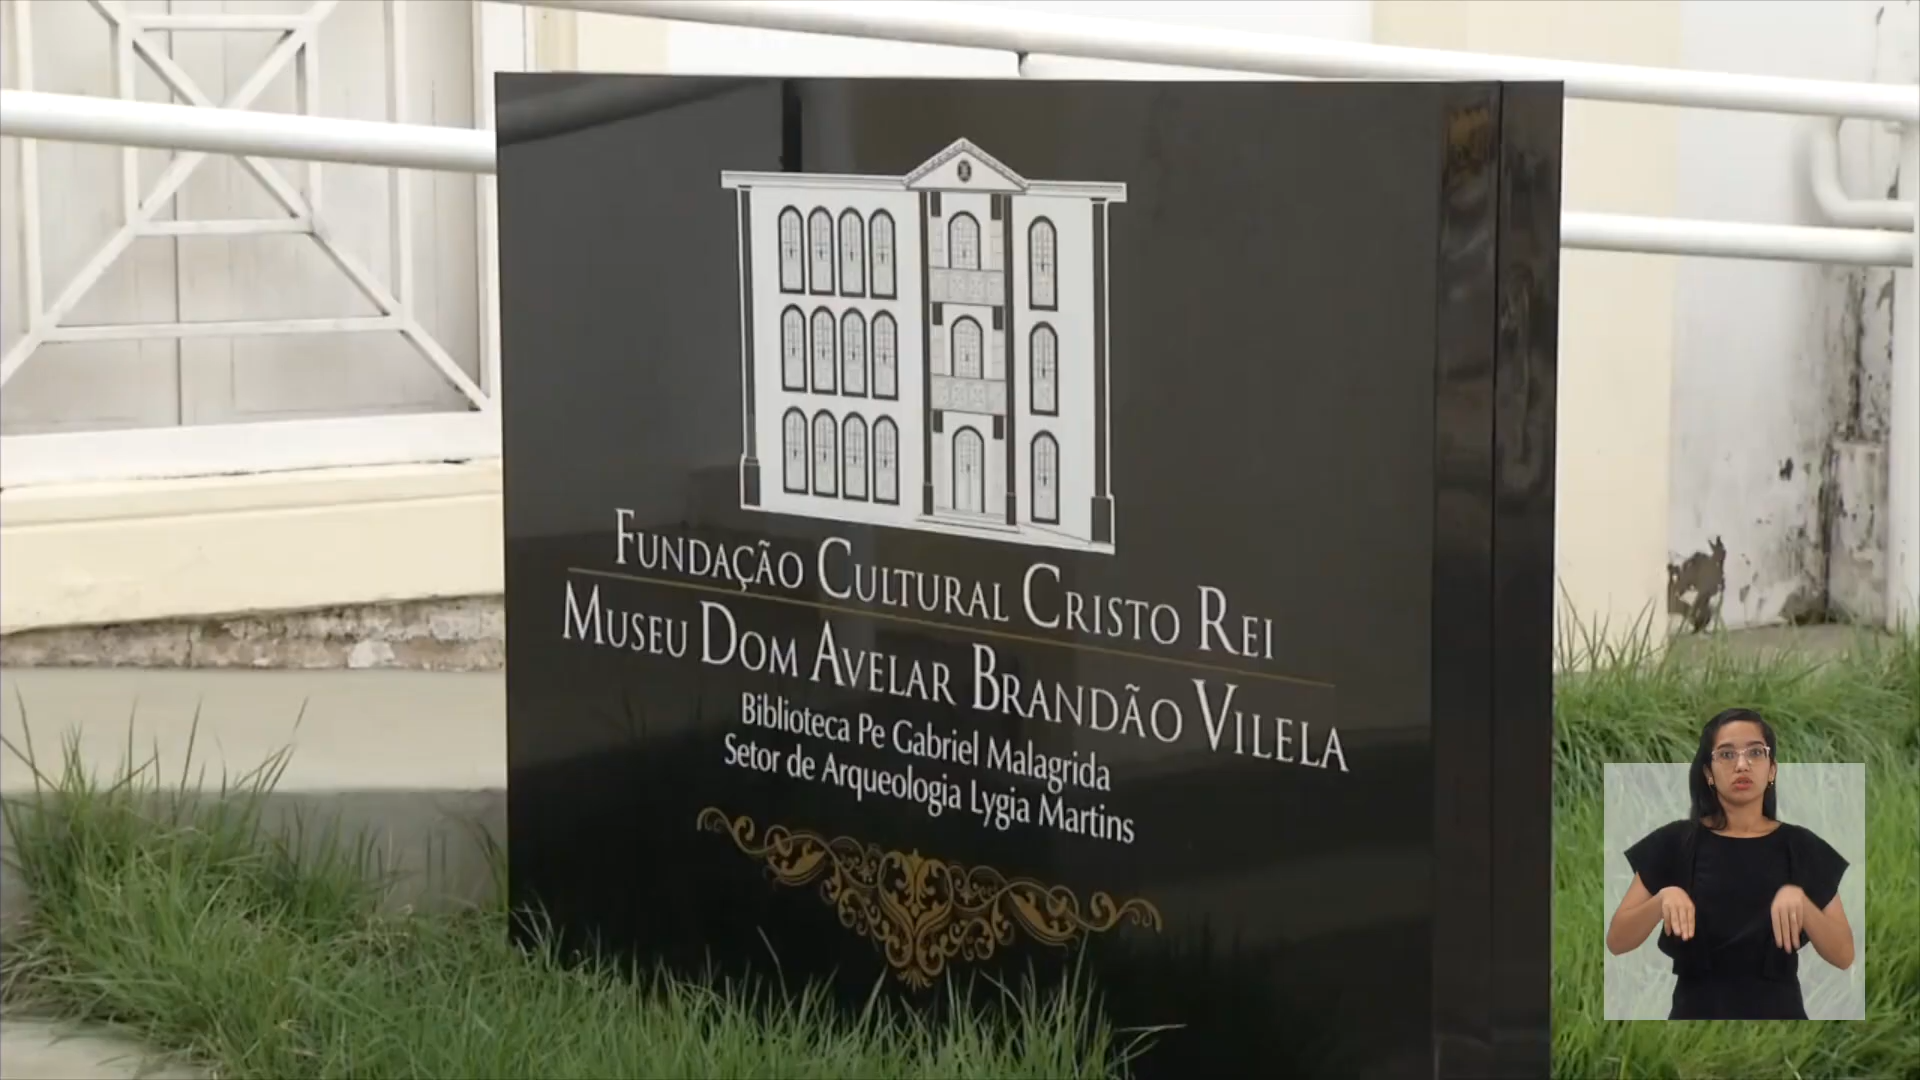 FUNDAÇÃO CULTURAL CRISTO REI
MUSEU DOM AVELAR BRANDÃO VILELA
Biblioteca Pe Gabriel Malagrida
Setor de Arqueologia Lygia Martins